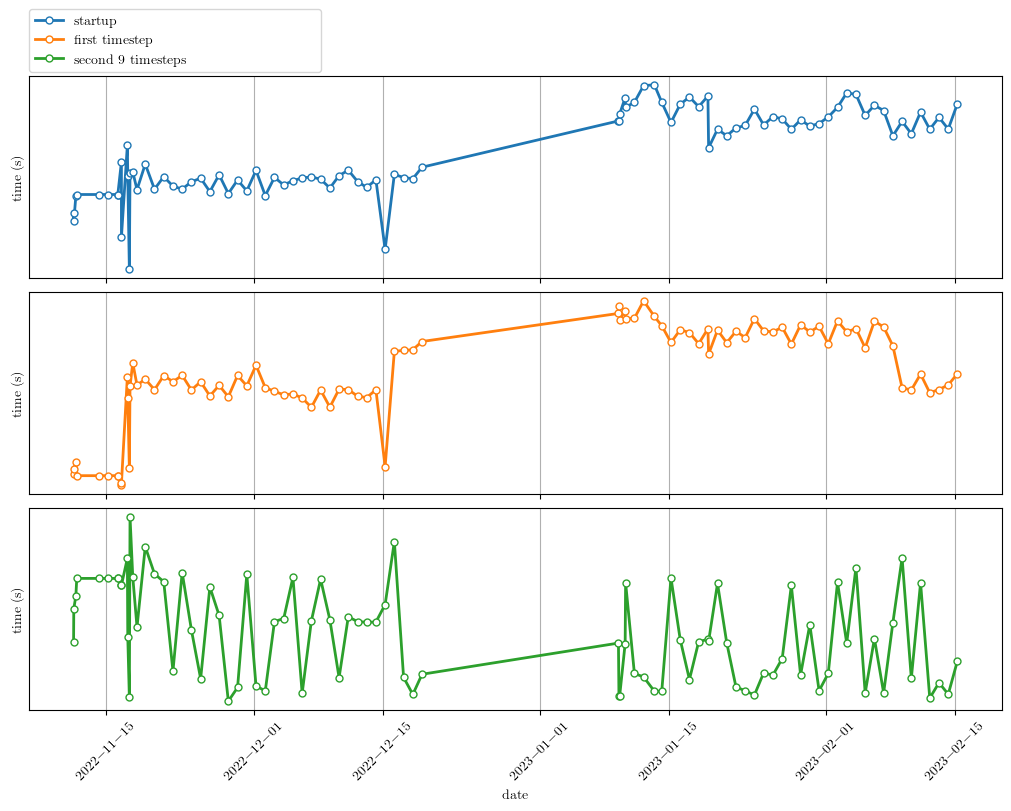 startup
first timestep
second 9 timesteps
time (s)
time (s)
time (s)
2022−11−15
2022−12−01
2022−12−15
2023−01−01
2023−01−15
2023−02−01
2023−02−15
date